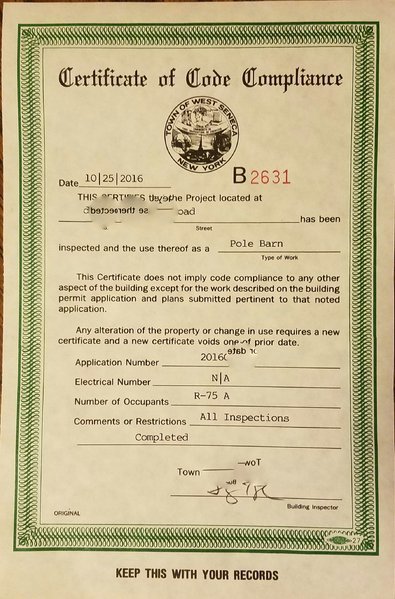 Certificate of Code Compliance
TOWN OF WEST SENECA
NEW YORK
Date 10|25|2016
B 2631
THIS CERTIFIES the Project located at
oad
has been
Street
inspected and the use thereof as a Pole Barn
Type of Work
This Certificate does not imply code compliance to any other
aspect of the building except for the work described on the building
permit application and plans submitted pertinent to that noted
application.
Any alteration of the property or change in use requires a new
certificate and a new certificate voids one of prior date.
Application Number 2016
Electrical Number N|A
Number of Occupants R-75 A
Comments or Restrictions All Inspections
Completed
Town
Building Inspector
ORIGINAL
27
KEEP THIS WITH YOUR RECORDS